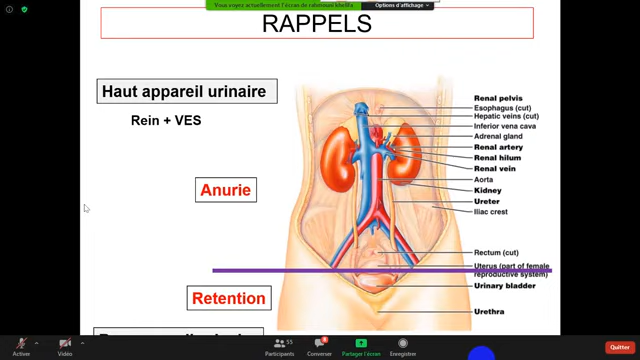 Vous voyez actuellement l'écran de rahmouni khelifa
Options d'affichage
RAPPELS
Haut appareil urinaire
Rein + VES
Anurie
Retention
Renal pelvis
Esophagus (cut)
Hepatic veins (cut)
Inferior vena cava
Adrenal gland
Renal artery
Renal hilum
Renal vein
Aorta
Kidney
Ureter
Iliac crest
Rectum (cut)
Uterus (part of female
reproductive system)
Urinary bladder
Urethra
Activer
Vidéo
55
Participants
8
Converser
Partager l'écran
Enregistrer
Quitter